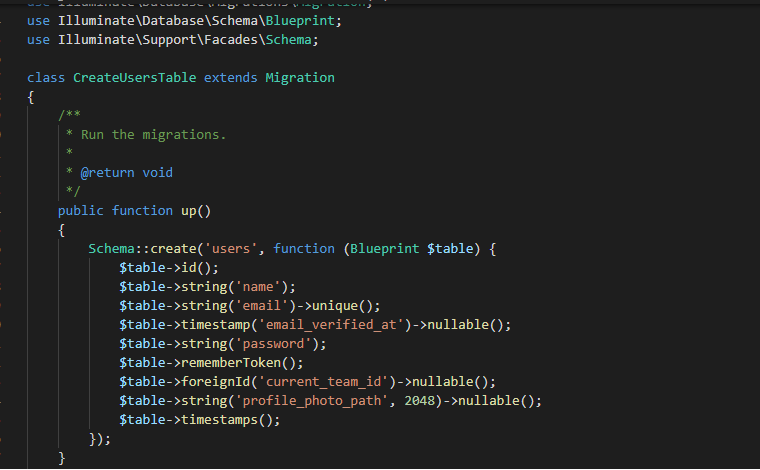 use Illuminate\Database\Migrations\Migration;
use Illuminate\Database\Schema\Blueprint;
use Illuminate\Support\Facades\Schema;
class CreateUsersTable extends Migration
{
/**
* Run the migrations.
*
* @return void
*/
public function up()
{
Schema::create('users', function (Blueprint $table) {
$table->id();
$table->string('name');
$table->string('email')->unique();
$table->timestamp('email_verified_at')->nullable();
$table->string('password');
$table->rememberToken();
$table->foreignId('current_team_id')->nullable();
$table->string('profile_photo_path', 2048)->nullable();
$table->timestamps();
});
}